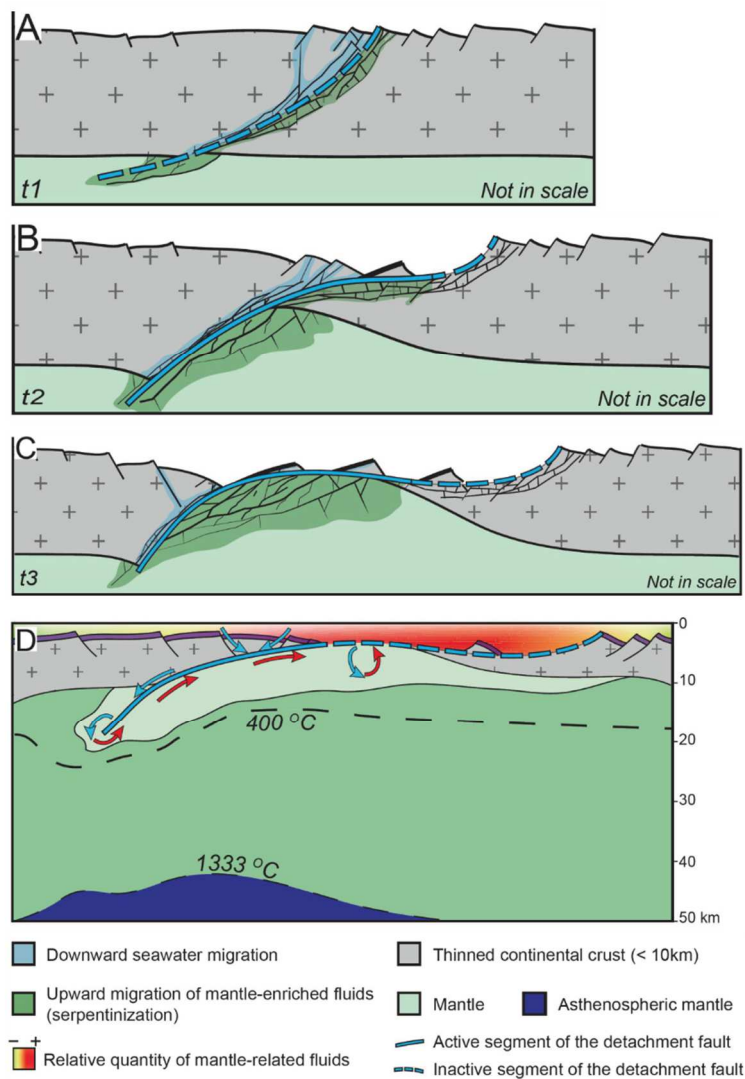 A
t1
Not in scale
B
t2
Not in scale
C
t3
Not in scale
D
0
10
400 °C
20
30
40
1333 °C
50 km
Downward seawater migration
Thinned continental crust (< 10km)
Upward migration of mantle-enriched fluids
(serpentinization)
Mantle
Asthenospheric mantle
- +
Relative quantity of mantle-related fluids
Active segment of the detachment fault
Inactive segment of the detachment fault